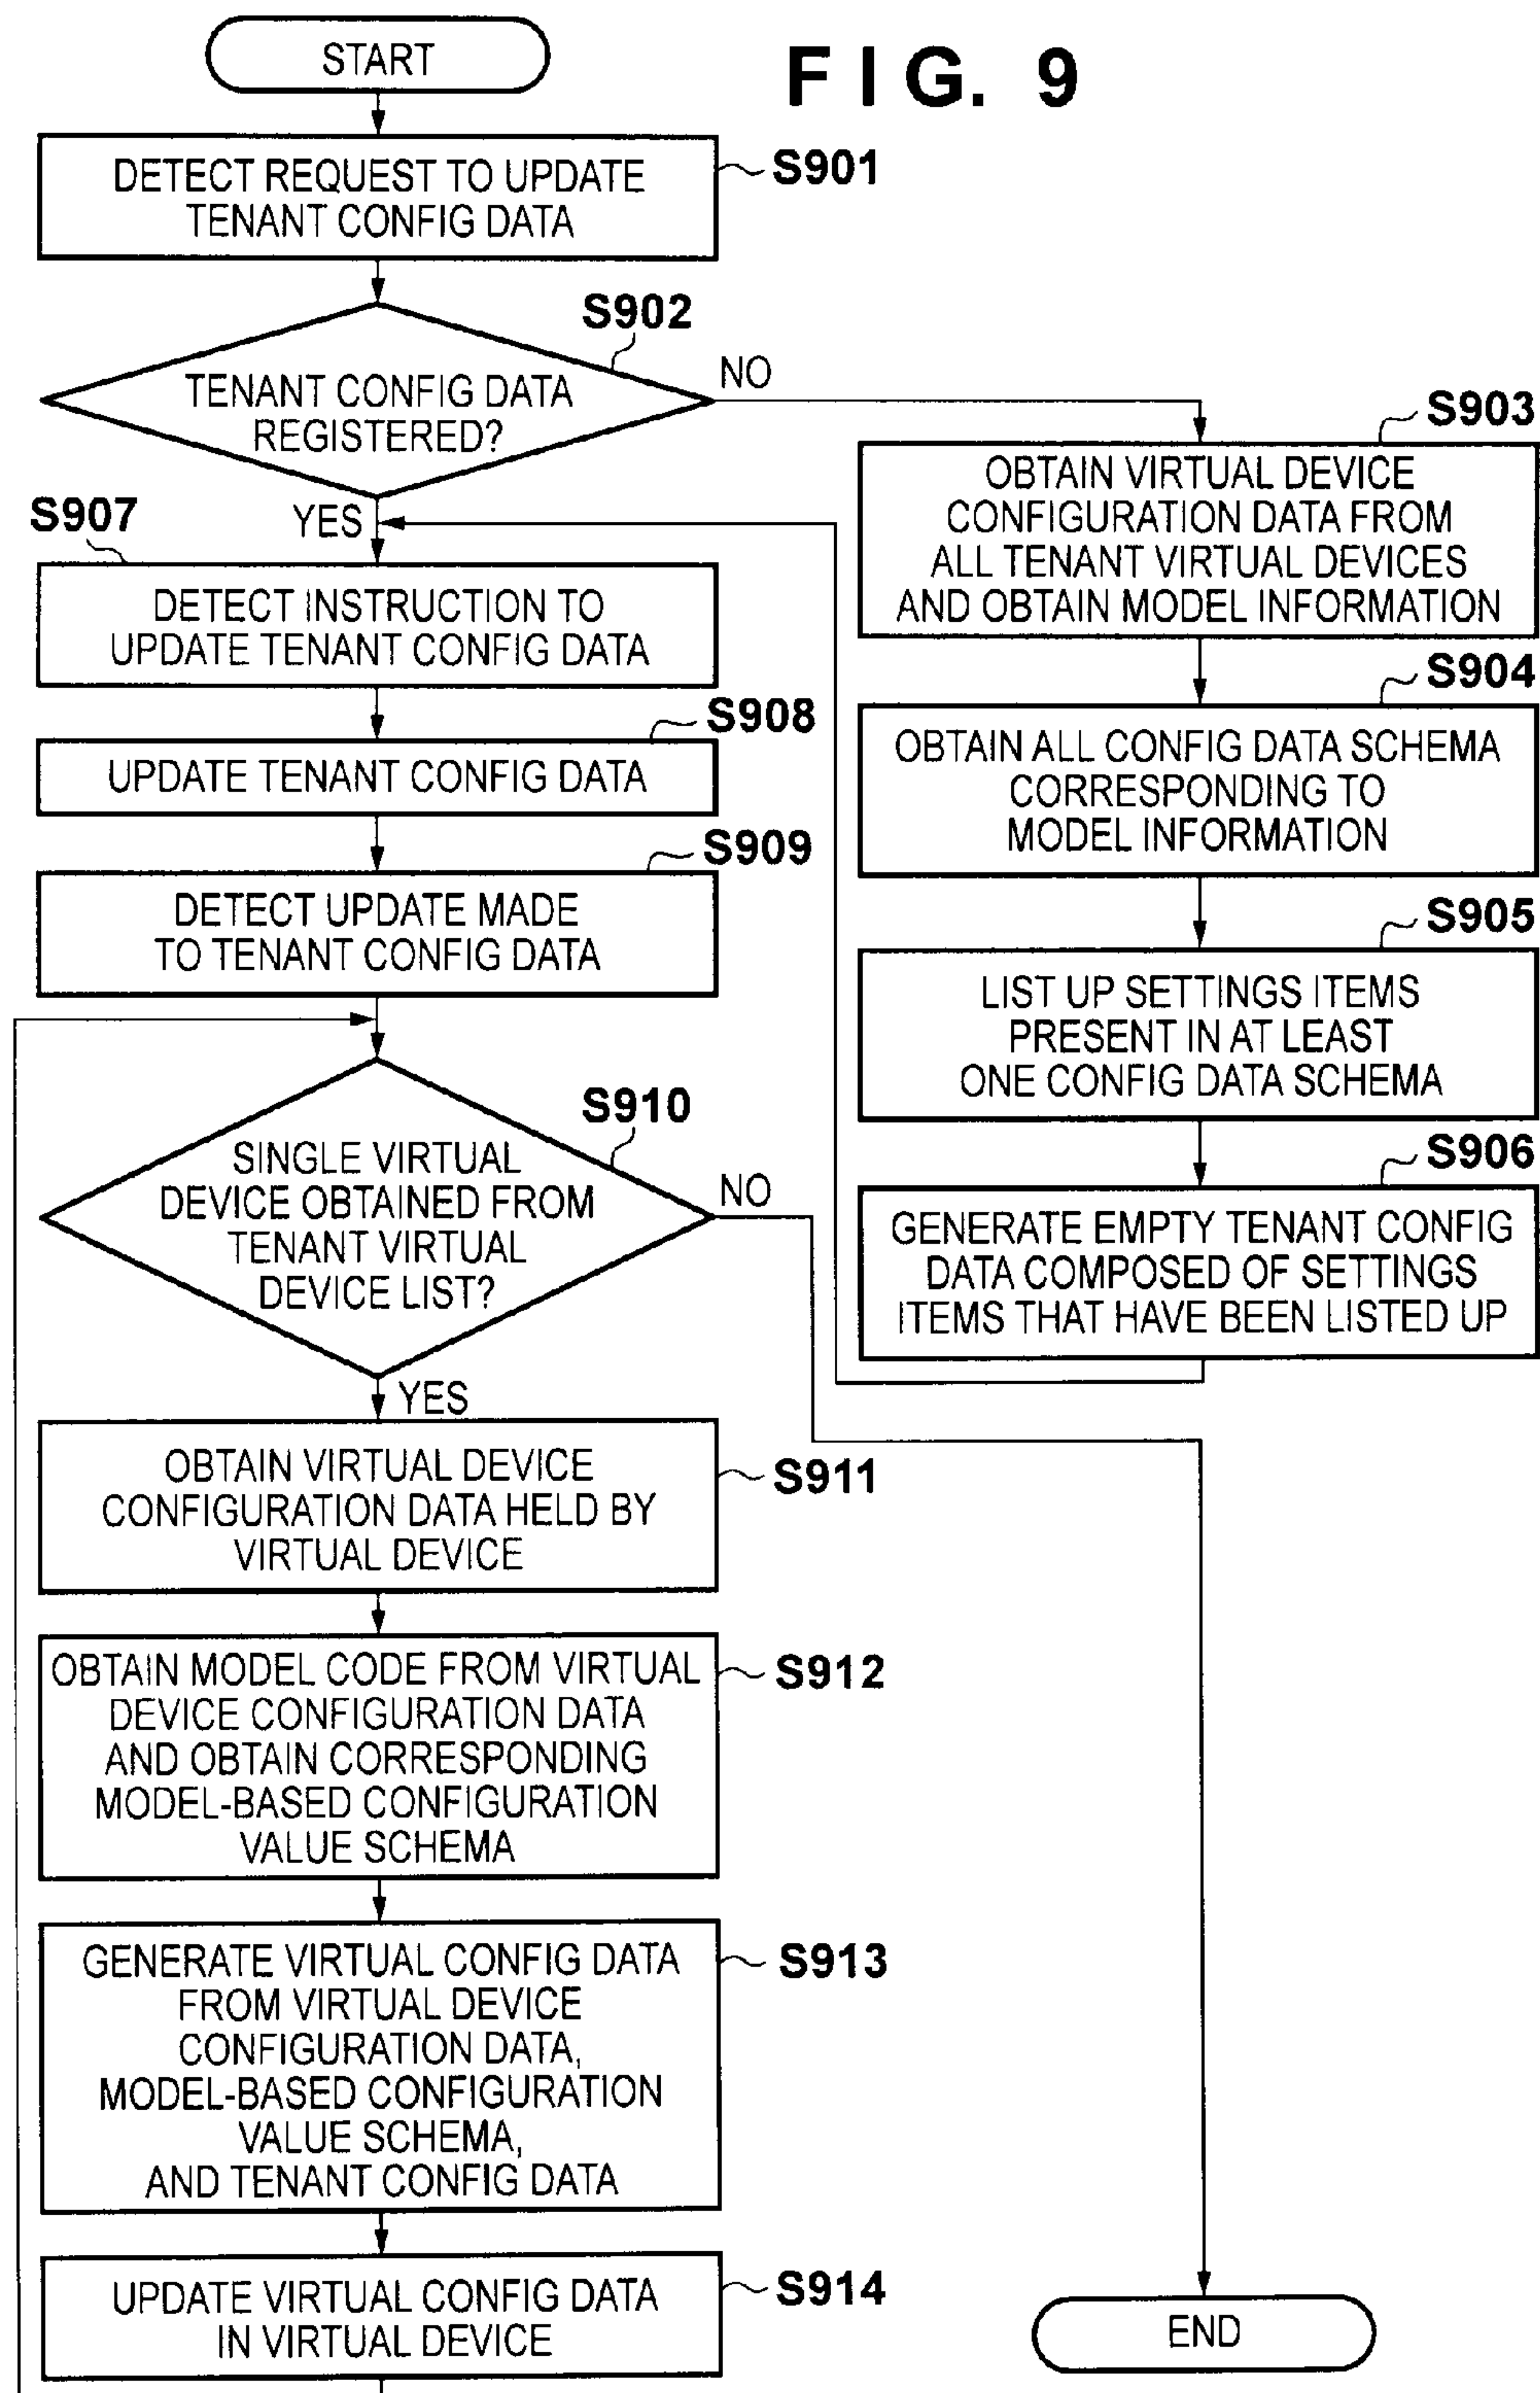 FIG. 9
START
S901
DETECT REQUEST TO UPDATE
TENANT CONFIG DATA
S902
TENANT CONFIG DATA
REGISTERED?
NO
YES
S903
OBTAIN VIRTUAL DEVICE
CONFIGURATION DATA FROM
ALL TENANT VIRTUAL DEVICES
AND OBTAIN MODEL INFORMATION
S904
OBTAIN ALL CONFIG DATA SCHEMA
CORRESPONDING TO
MODEL INFORMATION
S905
LIST UP SETTINGS ITEMS
PRESENT IN AT LEAST
ONE CONFIG DATA SCHEMA
S906
GENERATE EMPTY TENANT CONFIG
DATA COMPOSED OF SETTINGS
ITEMS THAT HAVE BEEN LISTED UP
S907
DETECT INSTRUCTION TO
UPDATE TENANT CONFIG DATA
S908
UPDATE TENANT CONFIG DATA
S909
DETECT UPDATE MADE
TO TENANT CONFIG DATA
S910
SINGLE VIRTUAL
DEVICE OBTAINED FROM
TENANT VIRTUAL
DEVICE LIST?
NO
YES
S911
OBTAIN VIRTUAL DEVICE
CONFIGURATION DATA HELD BY
VIRTUAL DEVICE
S912
OBTAIN MODEL CODE FROM VIRTUAL
DEVICE CONFIGURATION DATA
AND OBTAIN CORRESPONDING
MODEL-BASED CONFIGURATION
VALUE SCHEMA
S913
GENERATE VIRTUAL CONFIG DATA
FROM VIRTUAL DEVICE
CONFIGURATION DATA,
MODEL-BASED CONFIGURATION
VALUE SCHEMA,
AND TENANT CONFIG DATA
S914
UPDATE VIRTUAL CONFIG DATA
IN VIRTUAL DEVICE
END